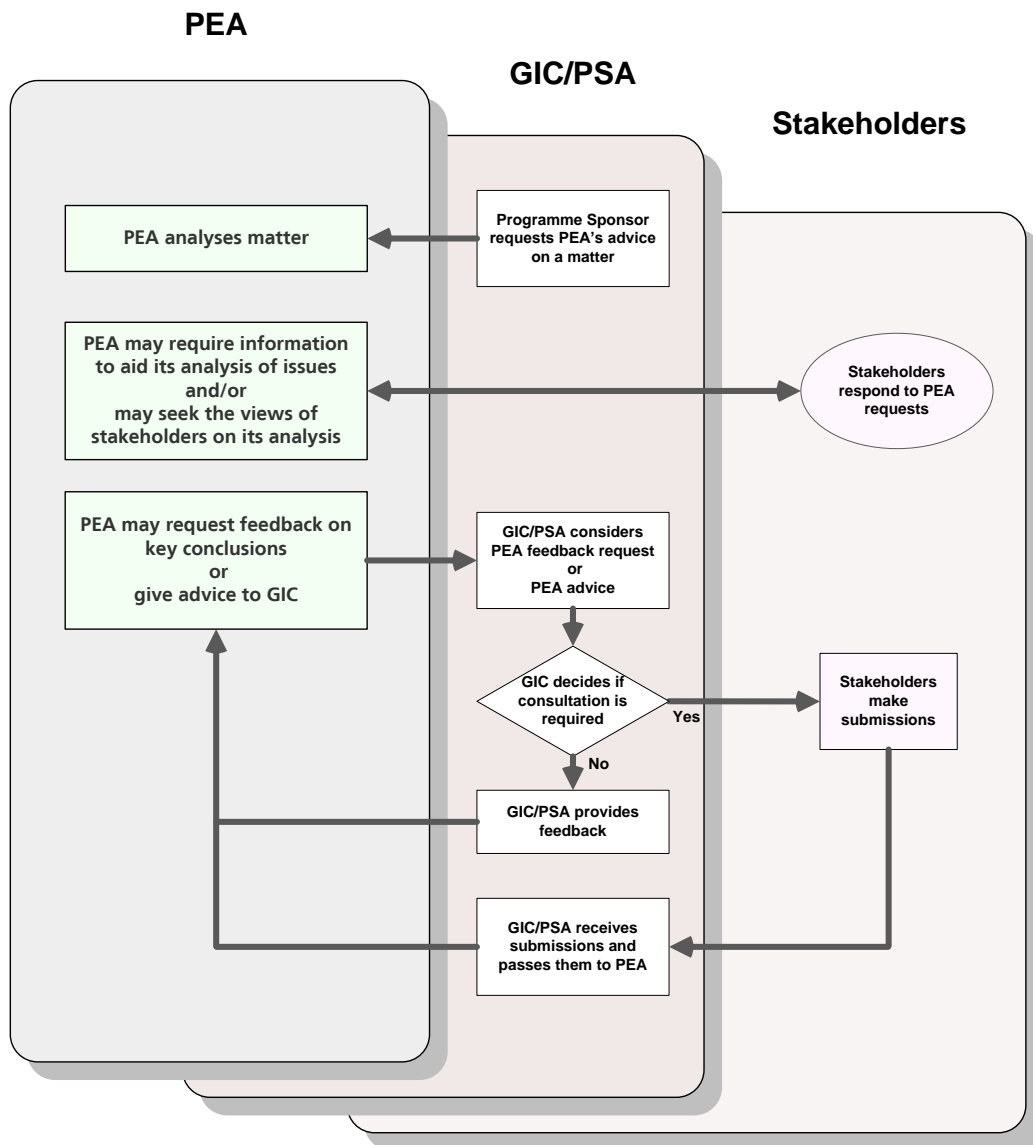 PEA
GIC/PSA
Stakeholders
PEA analyses matter
Programme Sponsor
requests PEA's advice
on a matter
PEA may require information
to aid its analysis of issues
and/or
may seek the views of
stakeholders on its analysis
Stakeholders
respond to PEA
requests
PEA may request feedback on
key conclusions
or
give advice to GIC
GIC/PSA considers
PEA feedback request
or
PEA advice
GIC decides if
consultation is
required
Yes
Stakeholders
make
submissions
No
GIC/PSA provides
feedback
GIC/PSA receives
submissions and
passes them to PEA